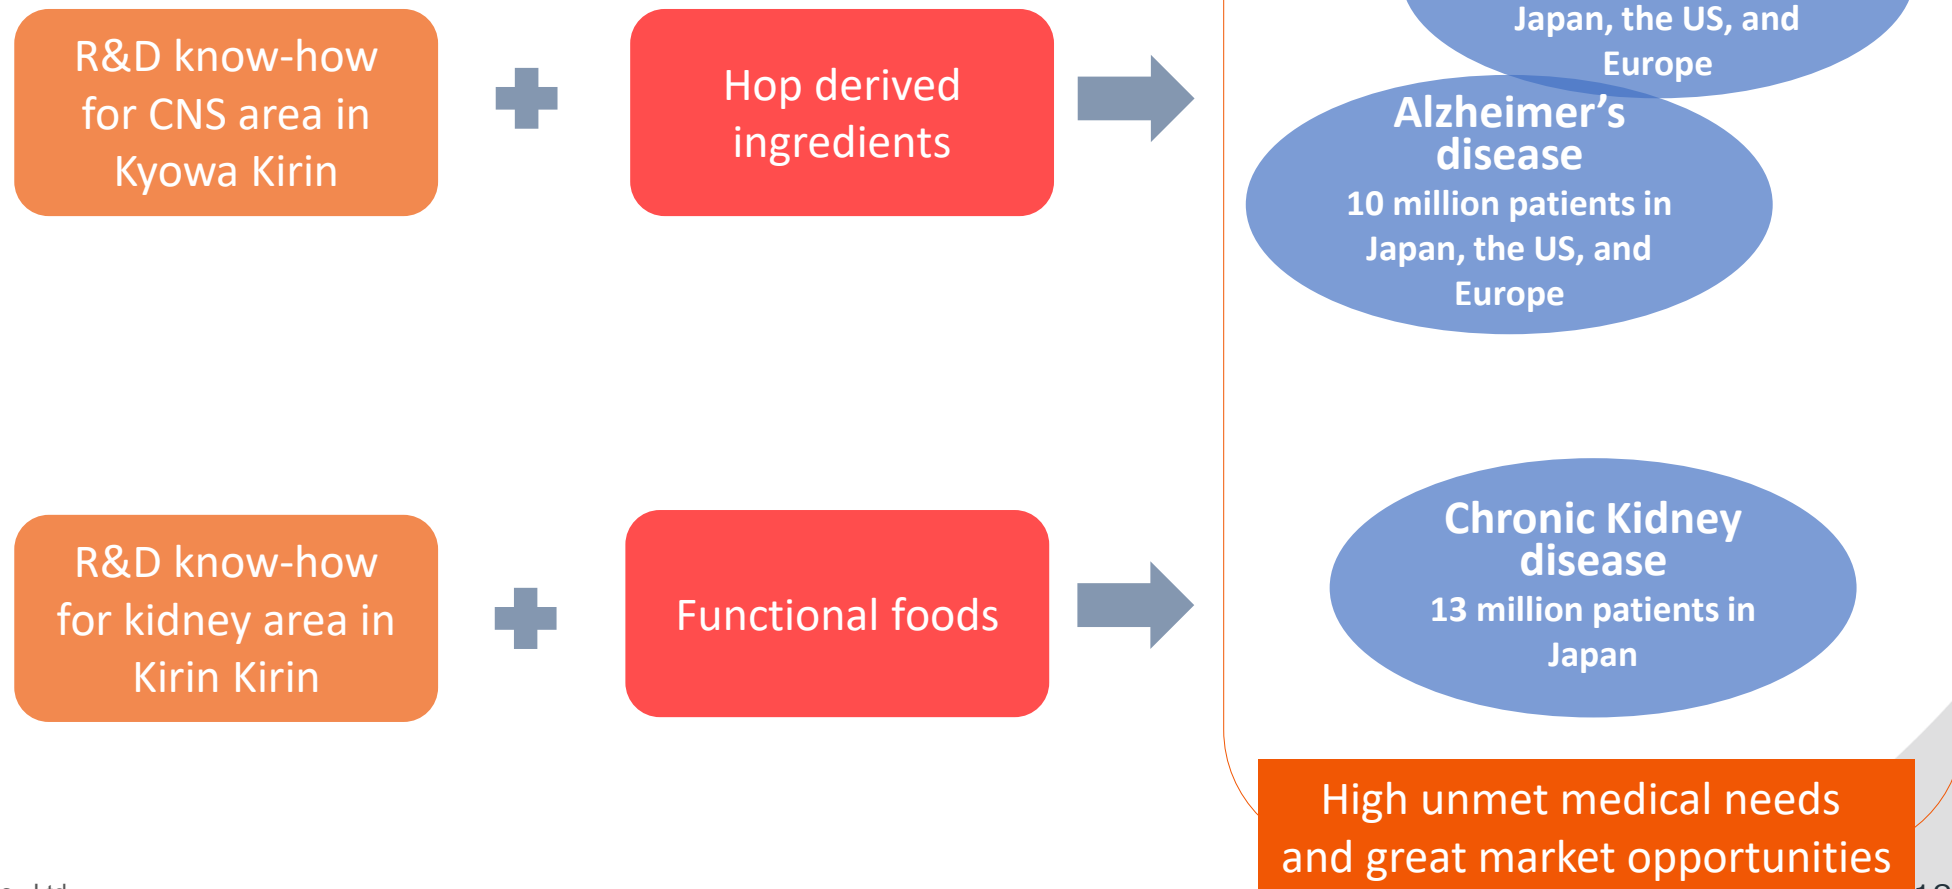 Japan, the US, and
Europe
R&D know-how
for CNS area in
Kyowa Kirin
Hop derived
ingredients
Alzheimer's
disease
10 million patients in
Japan, the US, and
Europe
R&D know-how
for kidney area in
Kirin Kirin
Functional foods
Chronic Kidney
disease
13 million patients in
Japan
High unmet medical needs
and great market opportunities